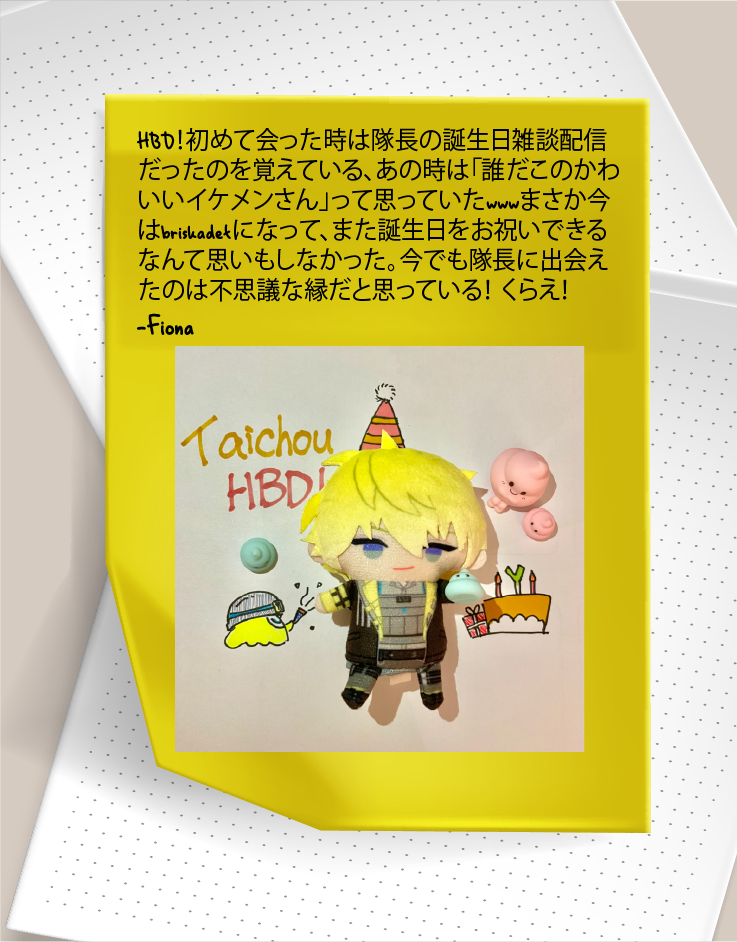 HBD!初めて会った時は隊長の誕生日雑談配信
だったのを覚えている、あの時は「誰だこのかわ
いいイケメンさん」って思っていたwwwまさか今
はbriskadetになって、また誕生日をお祝いできる
なんて思いもしなかった。今でも隊長に出会え
たのは不思議な縁だと思っている! くらえ!
-Fiona
Taichou
HBD!